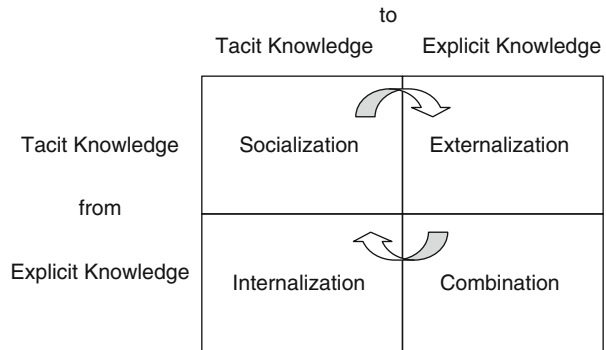 to
Tacit Knowledge Explicit Knowledge
Tacit Knowledge Socialization Externalization
from
Explicit Knowledge Internalization Combination